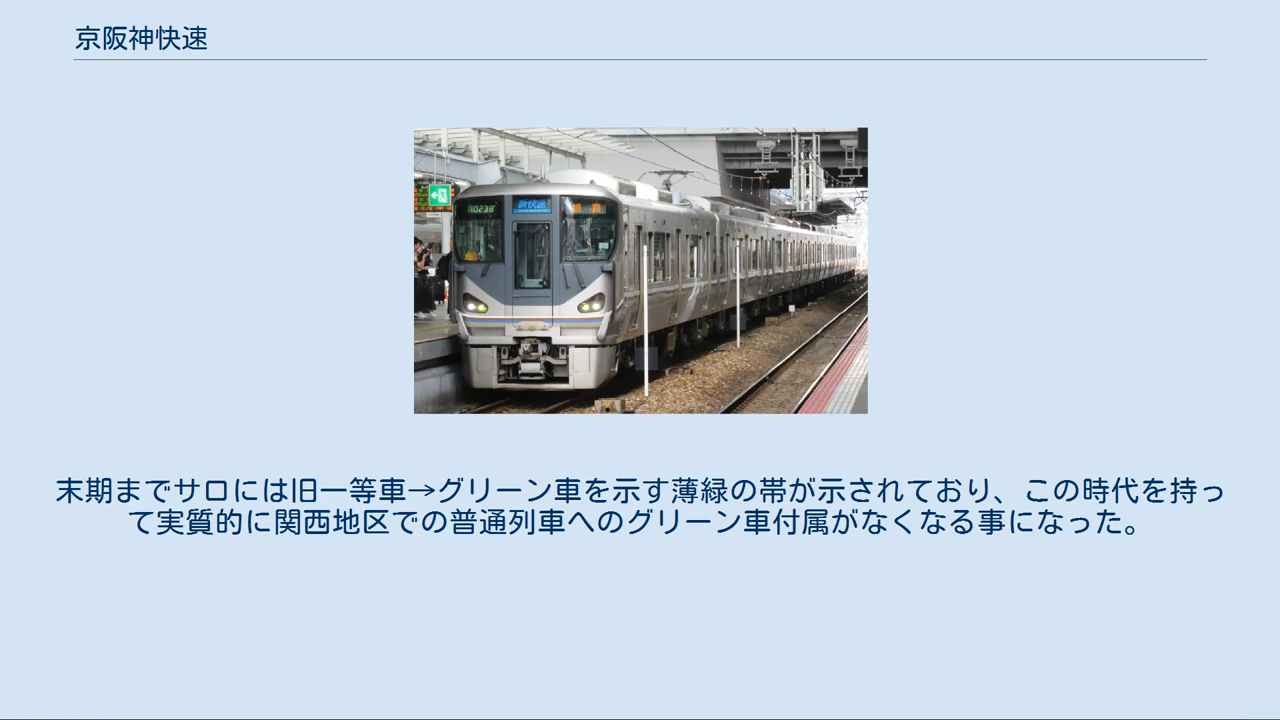 京阪神快速
新快速
末期までサロには旧一等車→グリーン車を示す薄緑の帯が示されており、この時代を持っ
て実質的に関西地区での普通列車へのグリーン車付属がなくなる事になった。